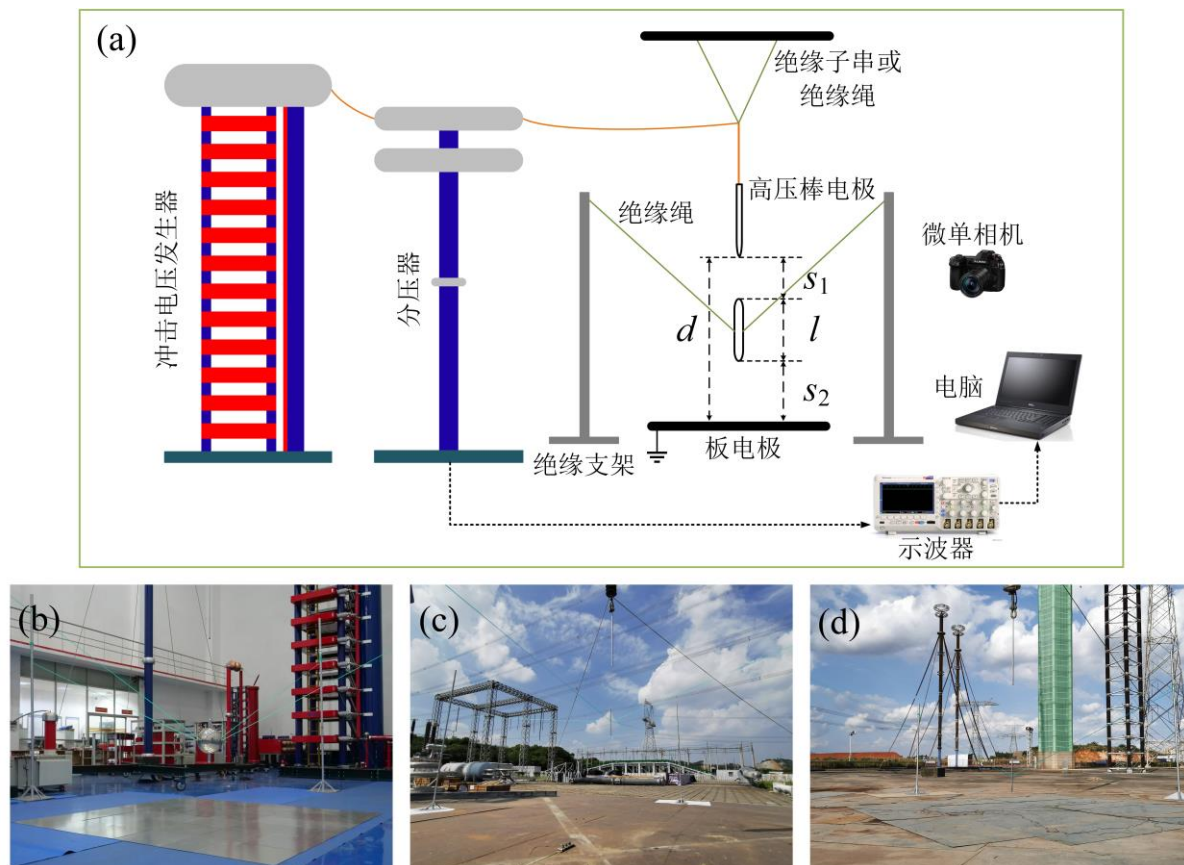 (a)
绝缘子串或
绝缘绳
冲击电压发生器
分压器
绝缘绳
高压棒电极
微单相机
s1
d
l
s2
电脑
绝缘支架
板电极
示波器
(b)
(c)
(d)